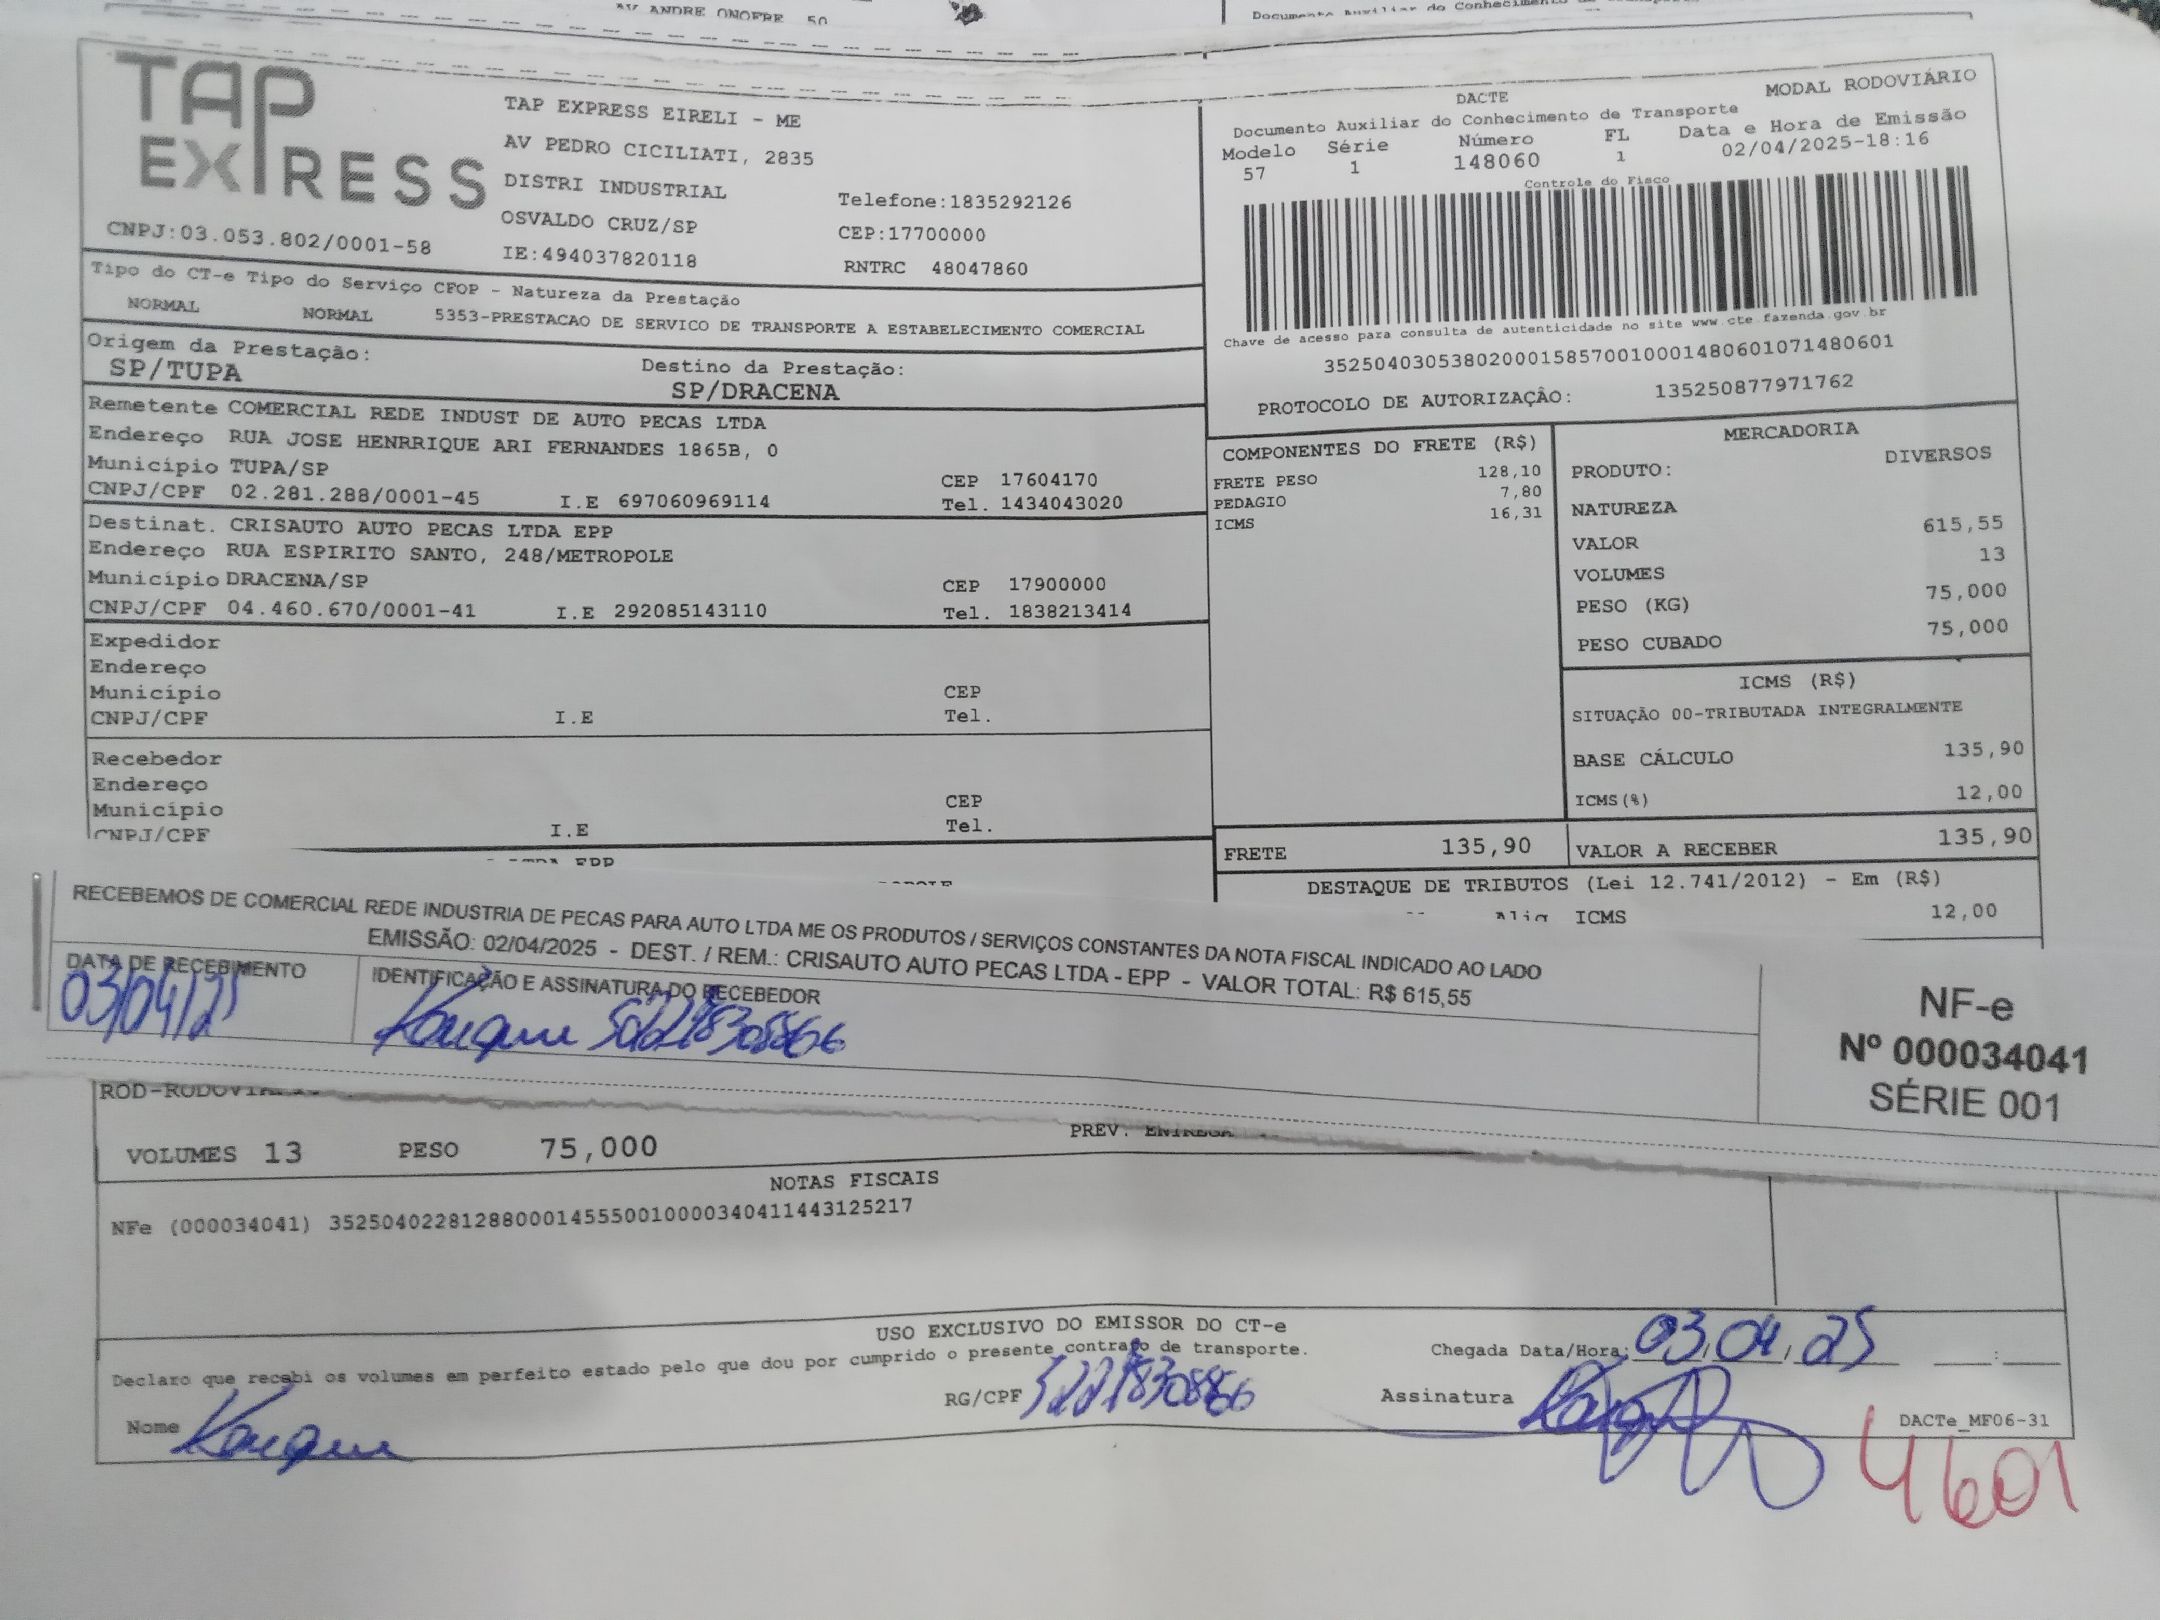 AV ANDRE ONOFRE 50
Documento Auxiliar do Conhecimento
TAP
EXPRESS
CNPJ:03.053.802/0001-58
TAP EXPRESS EIRELI - ME
AV PEDRO CICILIATI, 2835
DISTRI INDUSTRIAL
Telefone:1835292126
OSVALDO CRUZ/SP
CEP:17700000
IE:494037820118
RNTRC 48047860
DACTE
MODAL RODOVIÁRIO
Documento Auxiliar do Conhecimento de Transporte
Modelo Série Número FL Data e Hora de Emissão
57 1 148060 1 02/04/2025-18:16
Controle do Fisco
Chave de acesso para consulta de autenticidade no site www.cte.fazenda.gov.br
35250403053802000158570010001480601071480601
PROTOCOLO DE AUTORIZAÇÂO: 135250877971762
Tipo do CT-e Tipo do Serviço CFOP - Natureza da Prestação
NORMAL NORMAL 5353-PRESTACAO DE SERVICO DE TRANSPORTE A ESTABELECIMENTO COMERCIAL
Origem da Prestação: Destino da Prestação:
SP/TUPA SP/DRACENA
Remetente COMERCIAL REDE INDUST DE AUTO PECAS LTDA
Endereço RUA JOSE HENRRIQUE ARI FERNANDES 1865B, 0
Município TUPA/SP CEP 17604170
CNPJ/CPF 02.281.288/0001-45 I.E 697060969114 Tel. 1434043020
Destinat. CRISAUTO AUTO PECAS LTDA EPP
Endereço RUA ESPIRITO SANTO, 248/METROPOLE
Município DRACENA/SP CEP 17900000
CNPJ/CPF 04.460.670/0001-41 I.E 292085143110 Tel. 1838213414
Expedidor
Endereço
Município CEP
CNPJ/CPF I.E Tel.
Recebedor
Endereço
Município CEP
CNPJ/CPF I.E Tel.
COMPONENTES DO FRETE (R$)
FRETE PESO 128,10
PEDAGIO 7,80
ICMS 16,31
MERCADORIA
PRODUTO: DIVERSOS
NATUREZA
VALOR 615,55
VOLUMES 13
PESO (KG) 75,000
PESO CUBADO 75,000
ICMS (R$)
SITUAÇÃO 00-TRIBUTADA INTEGRALMENTE
BASE CÁLCULO 135,90
ICMS(%) 12,00
FRETE 135,90 VALOR A RECEBER 135,90
DESTAQUE DE TRIBUTOS (Lei 12.741/2012) - Em (R$)
Aliq ICMS 12,00
RECEBEMOS DE COMERCIAL REDE INDUSTRIA DE PECAS PARA AUTO LTDA ME OS PRODUTOS / SERVIÇOS CONSTANTES DA NOTA FISCAL INDICADO AO LADO
EMISSÃO: 02/04/2025 - DEST. / REM.: CRISAUTO AUTO PECAS LTDA - EPP - VALOR TOTAL: R$ 615,55
DATA DE RECEBIMENTO IDENTIFICAÇÃO E ASSINATURA DO RECEBEDOR
03/04/25
NF-e
Nº 000034041
SÉRIE 001
VOLUMES 13 PESO 75,000 PREV. ENTREGA
NOTAS FISCAIS
NFe (000034041) 35250402281288000145550010000340411443125217
USO EXCLUSIVO DO EMISSOR DO CT-e
Declaro que recebi os volumes em perfeito estado pelo que dou por cumprido o presente contrato de transporte.
Chegada Data/Hora: 03/04/25 :
Nome RG/CPF Assinatura
DACTe_MF06-31
4601